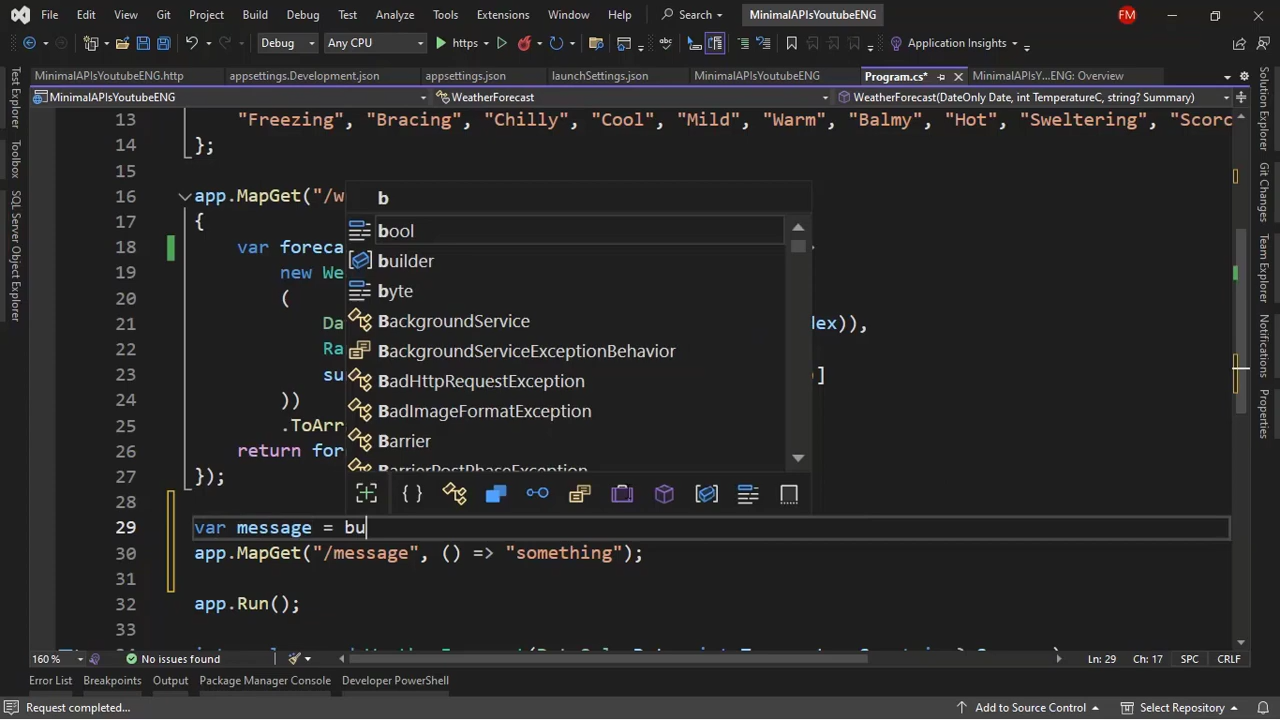 File Edit View Git Project Build Debug Test Analyze Tools Extensions Window Help Search MinimalAPIsYoutubeENG FM
Debug Any CPU https Application Insights
MinimalAPIsYoutubeENG.http appsettings.Development.json appsettings.json launchSettings.json MinimalAPIsYoutubeENG Program.cs* MinimalAPIsY...ENG: Overview
MinimalAPIsYoutubeENG WeatherForecast WeatherForecast(DateOnly Date, int TemperatureC, string? Summary)
Test Explorer
Toolbox
SQL Server Object Explorer
13 "Freezing", "Bracing", "Chilly", "Cool", "Mild", "Warm", "Balmy", "Hot", "Sweltering", "Scorc
14 };
15
16 app.MapGet("/w
17 {
18 var foreca
19 new We
20 (
21 Da dex)),
22 Ra
23 su )]
24 ))
25 .ToArr
26 return for
27 });
28
29 var message = bu
30 app.MapGet("/message", () => "something");
31
32 app.Run();
33
b
bool
builder
byte
BackgroundService
BackgroundServiceExceptionBehavior
BadHttpRequestException
BadImageFormatException
Barrier
BarrierPostPhaseException
Solution Explorer
Git Changes
Team Explorer
Notifications
Properties
160 % No issues found Ln: 29 Ch: 17 SPC CRLF
Error List Breakpoints Output Package Manager Console Developer PowerShell
Request completed... Add to Source Control Select Repository